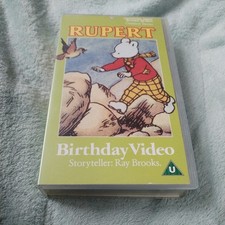 RUPERT
Birthday Video
Storyteller: Ray Brooks.
U